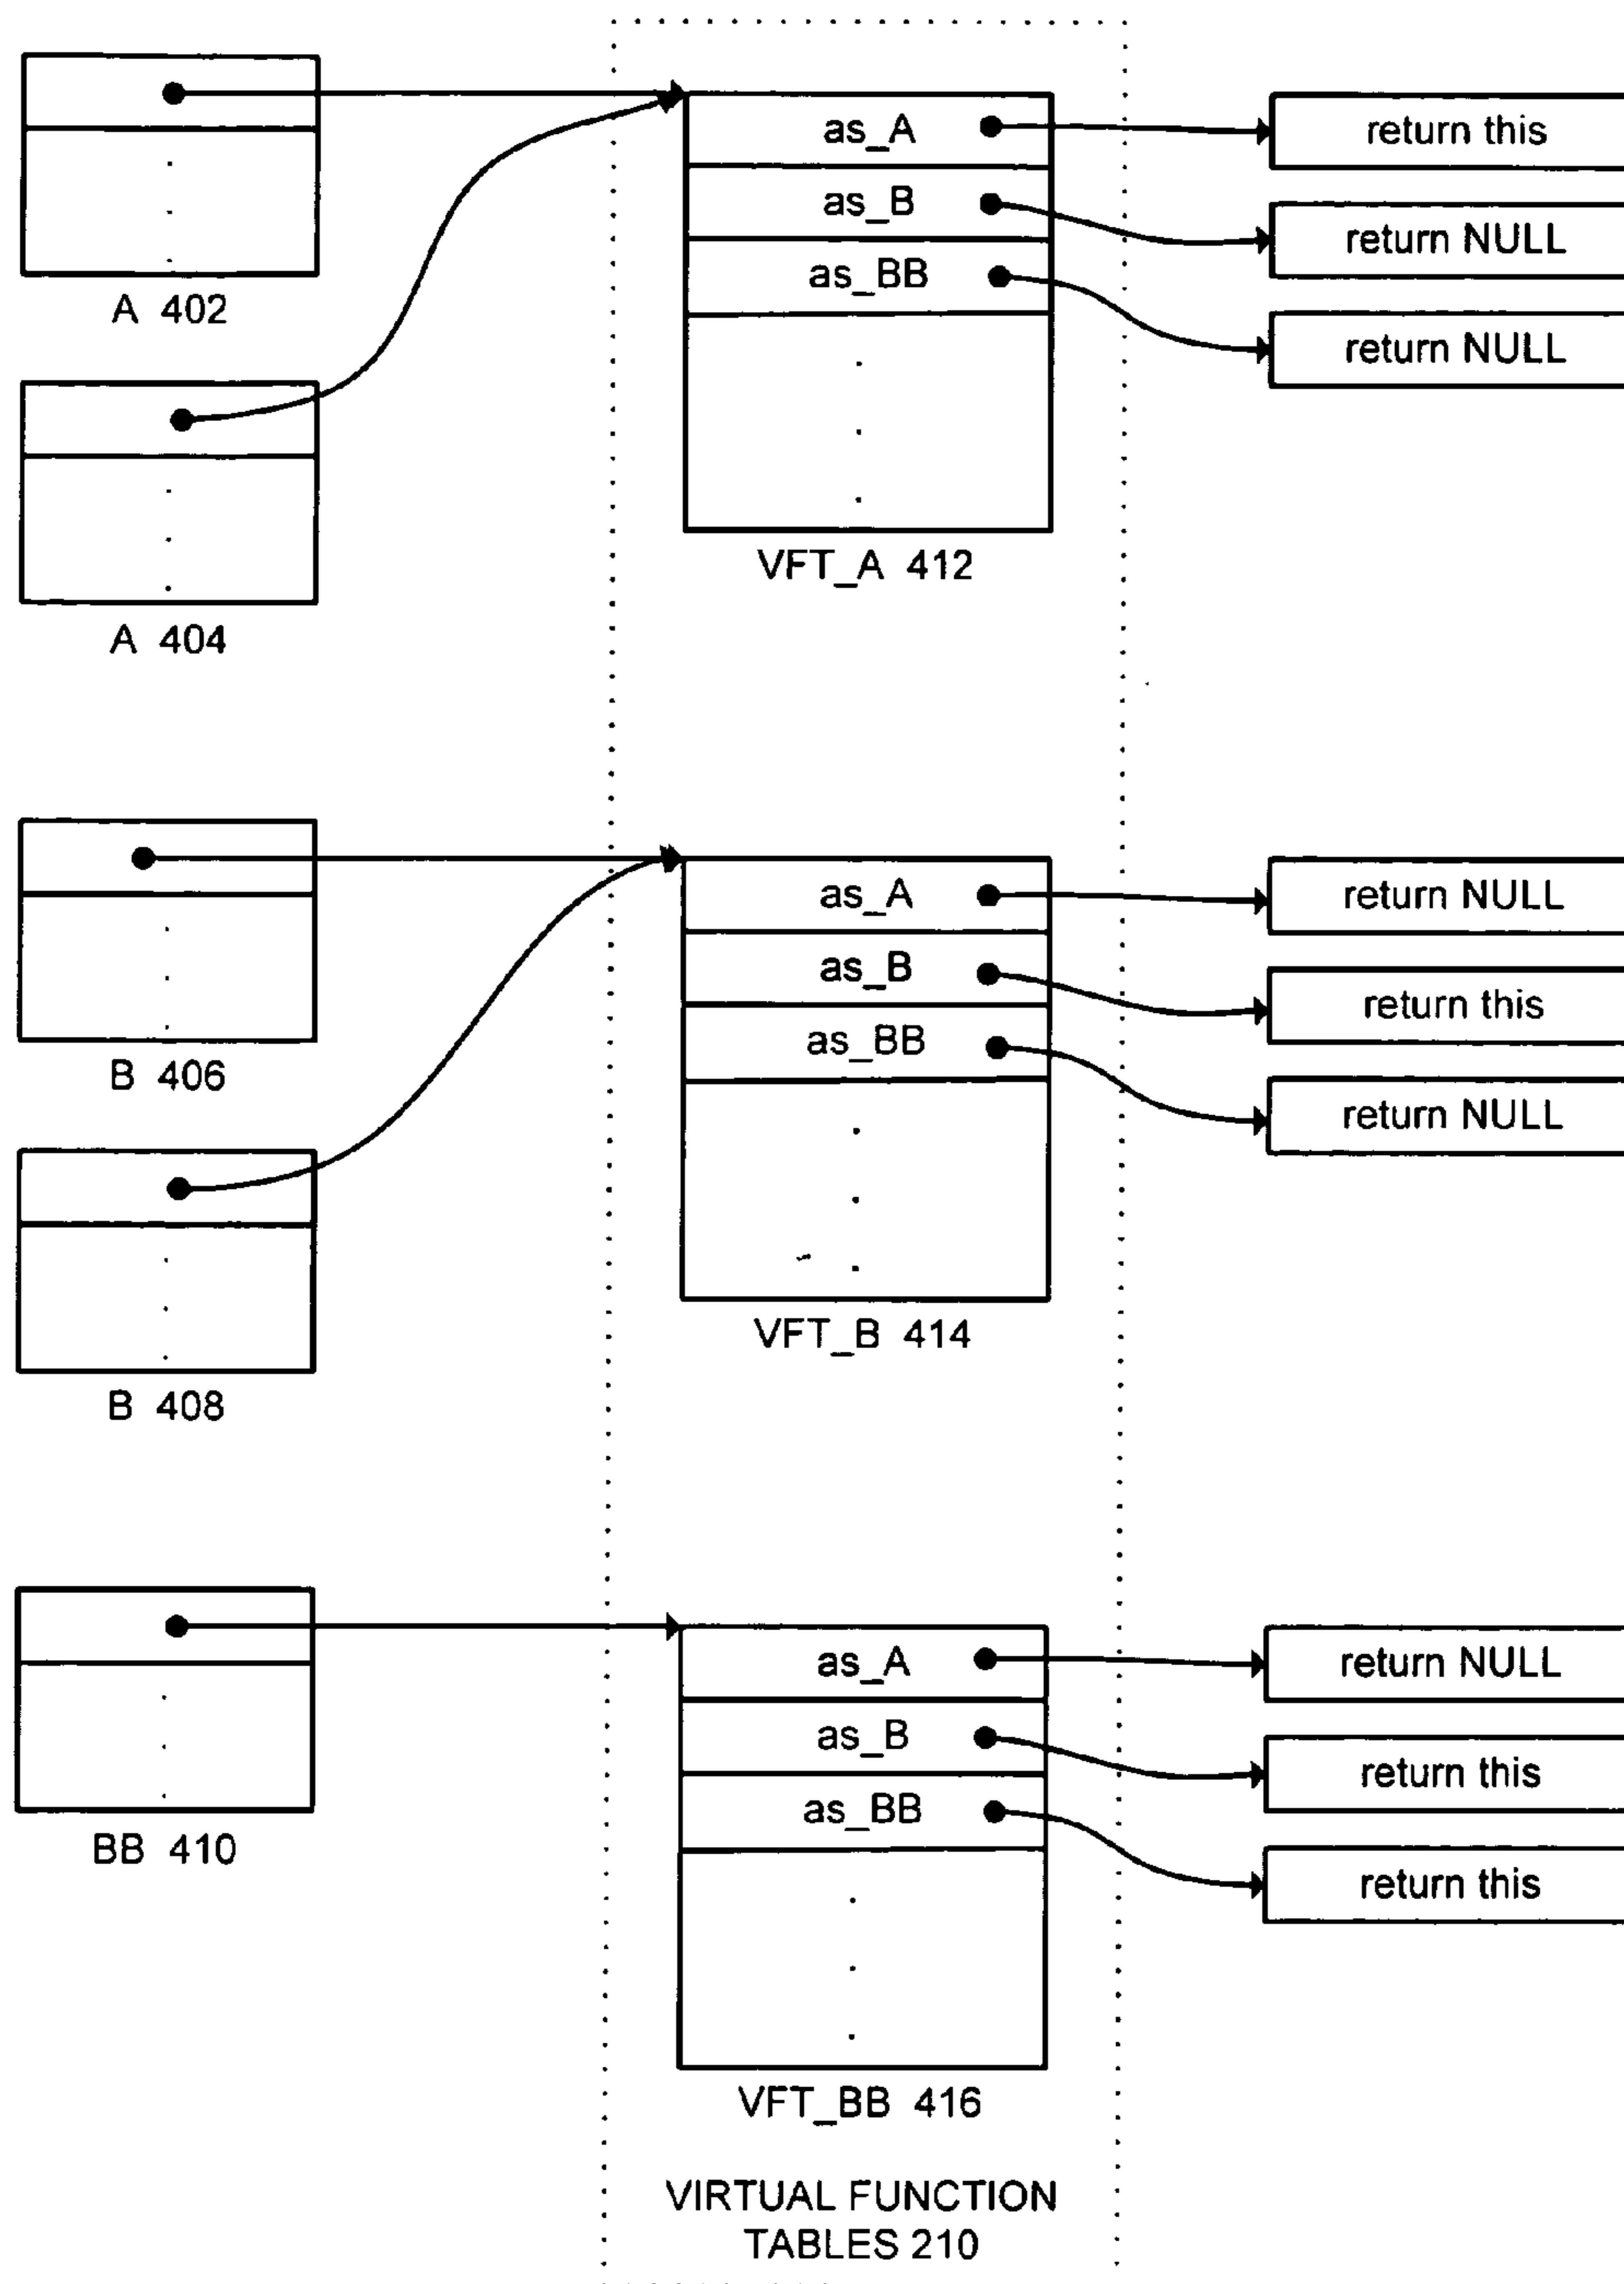 A 402
A 404
as_A
as_B
as_BB
VFT_A 412
return this
return NULL
return NULL
B 406
B 408
as_A
as_B
as_BB
VFT_B 414
return NULL
return this
return NULL
BB 410
as_A
as_B
as_BB
VFT_BB 416
return NULL
return this
return this
VIRTUAL FUNCTION
TABLES 210